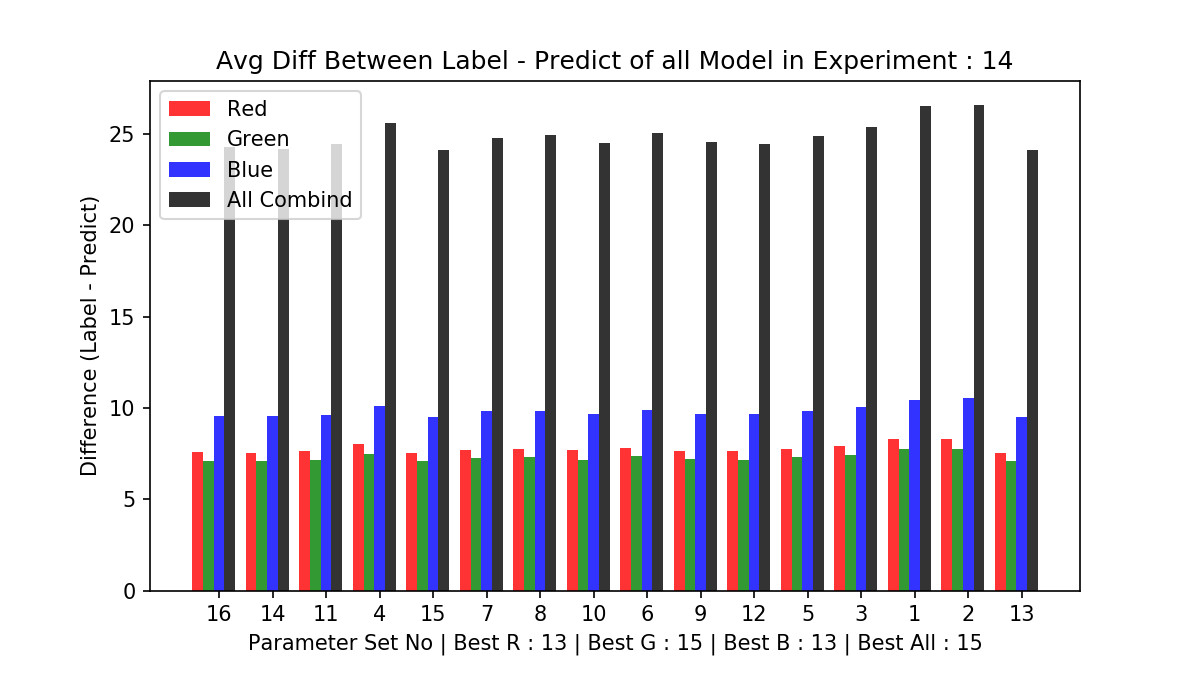 Avg Diff Between Label - Predict of all Model in Experiment : 14
Red
Green
Blue
All Combind
Difference (Label - Predict)
25
20
15
10
5
0
16 14 11 4 15 7 8 10 6 9 12 5 3 1 2 13
Parameter Set No | Best R : 13 | Best G : 15 | Best B : 13 | Best All : 15